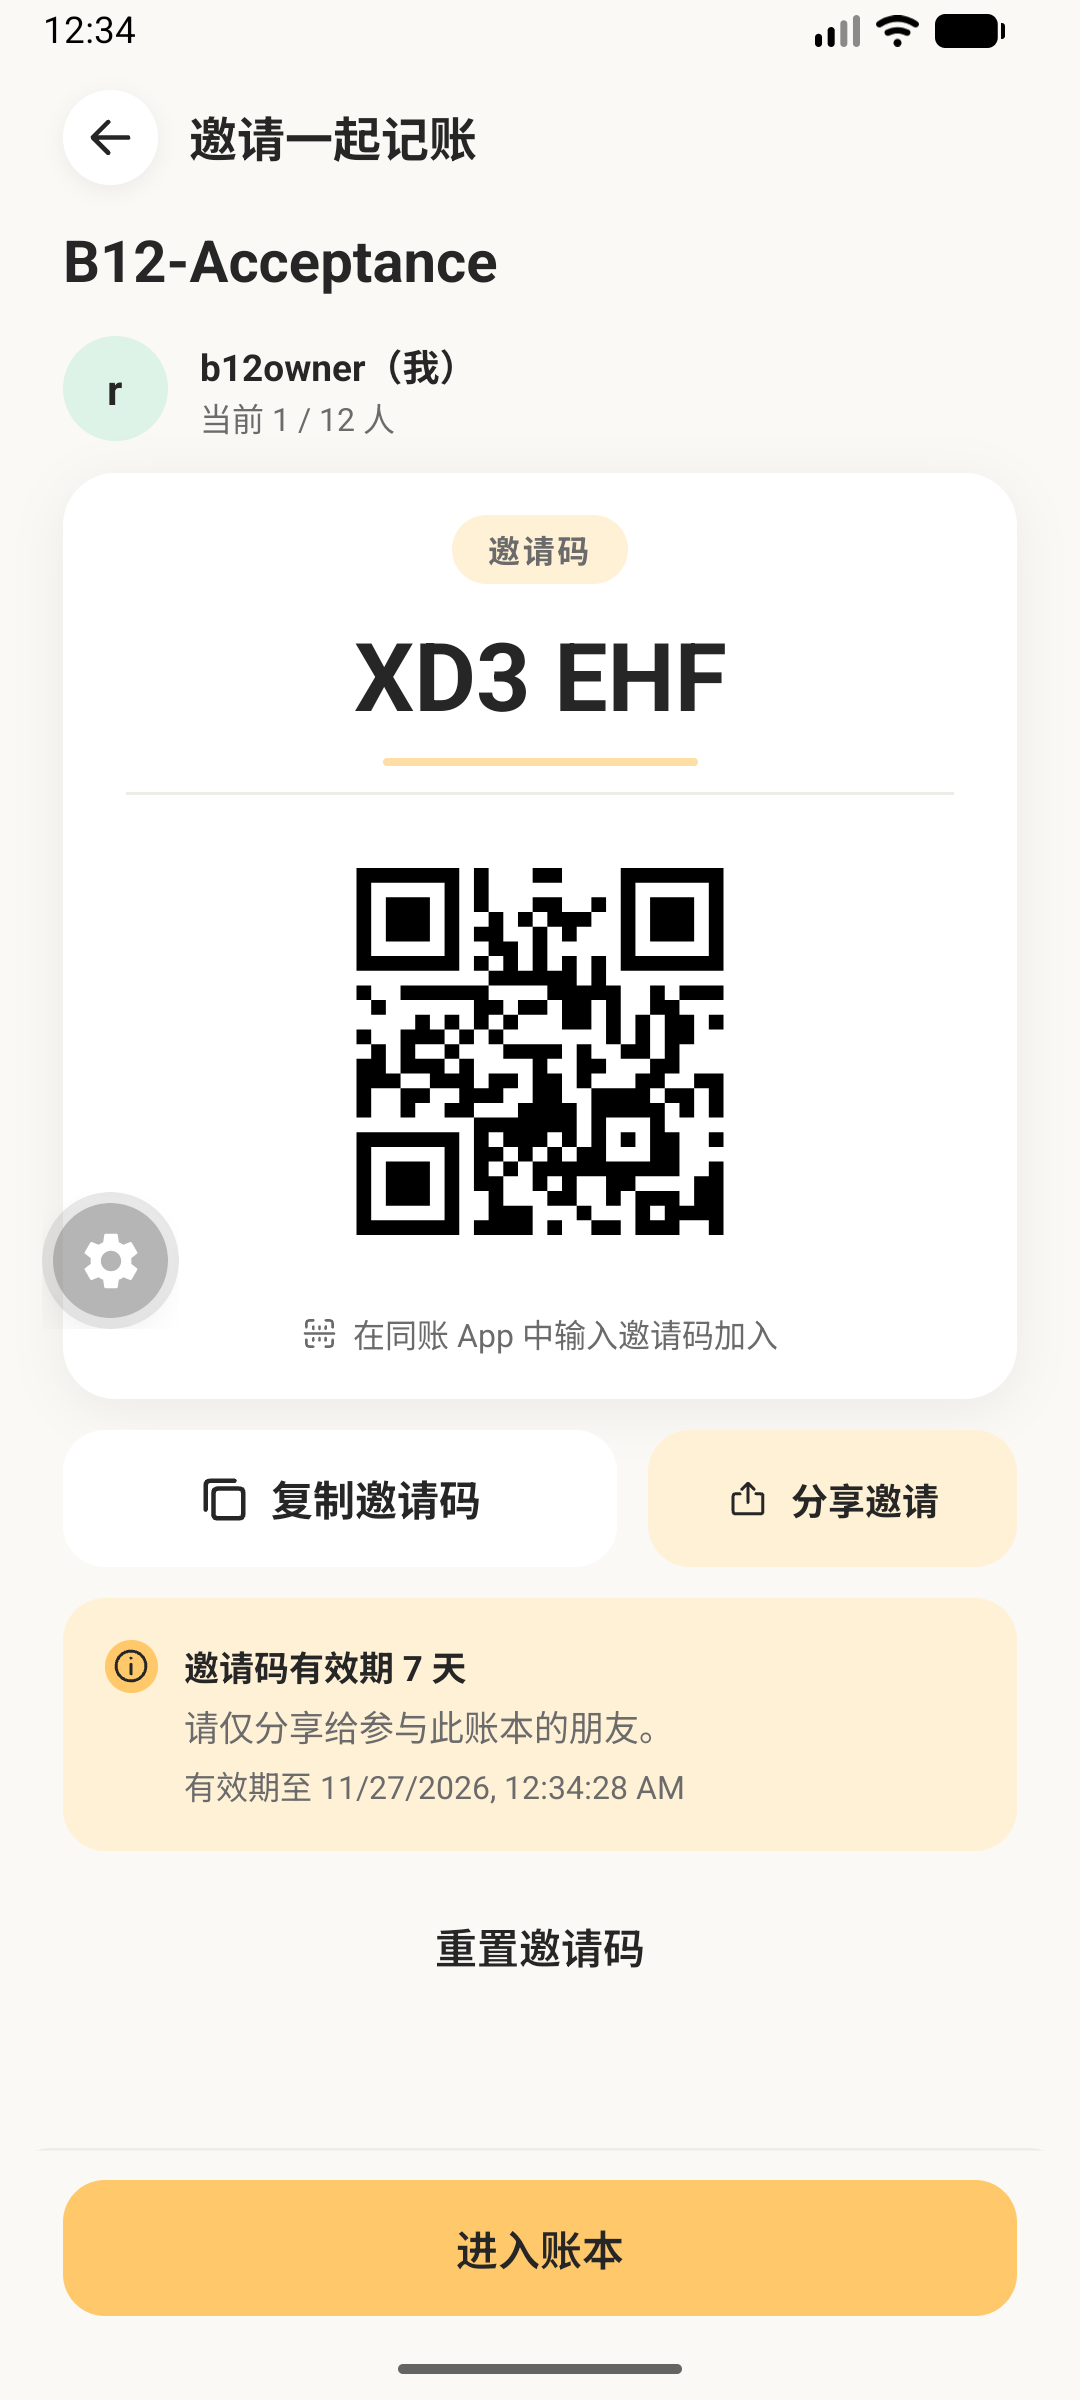 12:34
邀请一起记账
B12-Acceptance
r
b12owner（我）
当前 1 / 12 人
邀请码
XD3 EHF
在同账 App 中输入邀请码加入
复制邀请码
分享邀请
邀请码有效期 7 天
请仅分享给参与此账本的朋友。
有效期至 11/27/2026, 12:34:28 AM
重置邀请码
进入账本